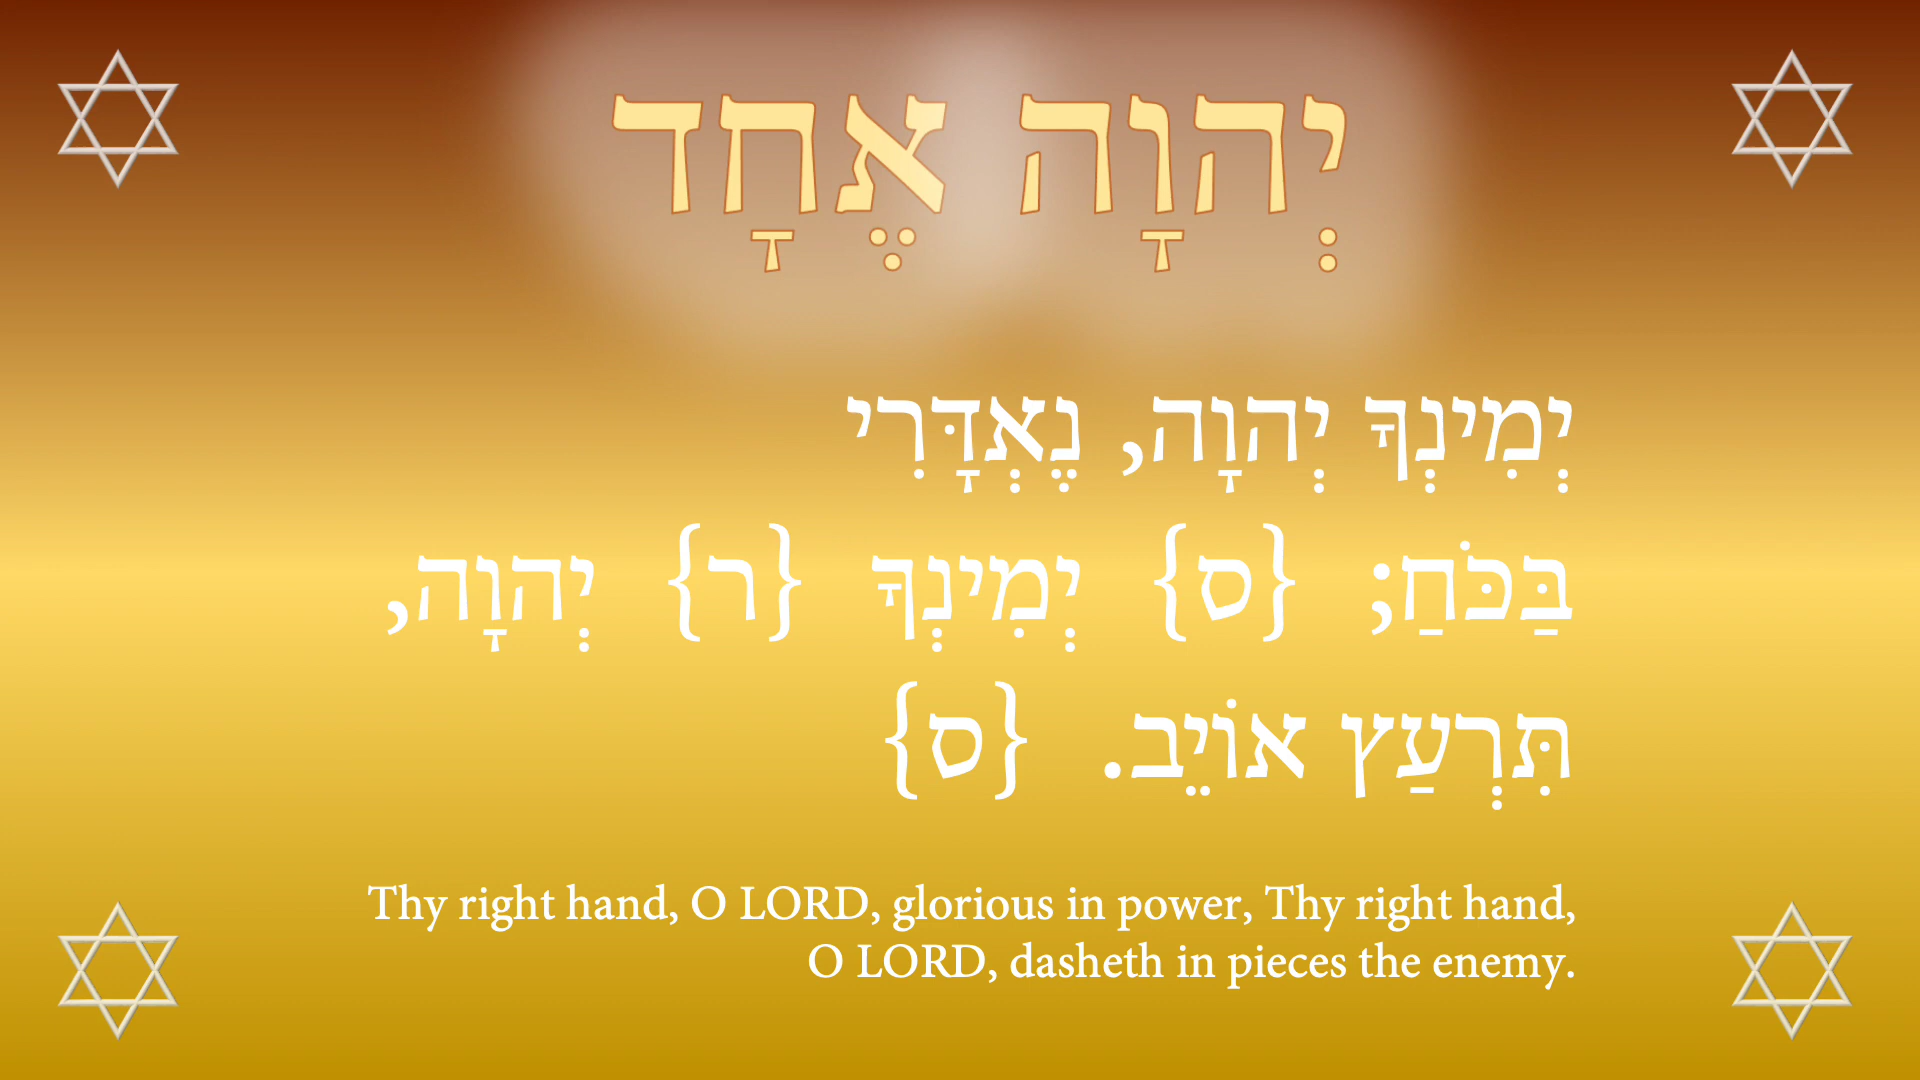 יְהוָה אֶחָד
יְמִינְךָ יְהוָה, נֶאְדָּרִי
בַּכֹּחַ; {ס} יְמִינְךָ {ר} יְהוָה,
תִּרְעַץ אוֹיֵב. {ס}
Thy right hand, O LORD, glorious in power, Thy right hand,
O LORD, dasheth in pieces the enemy.